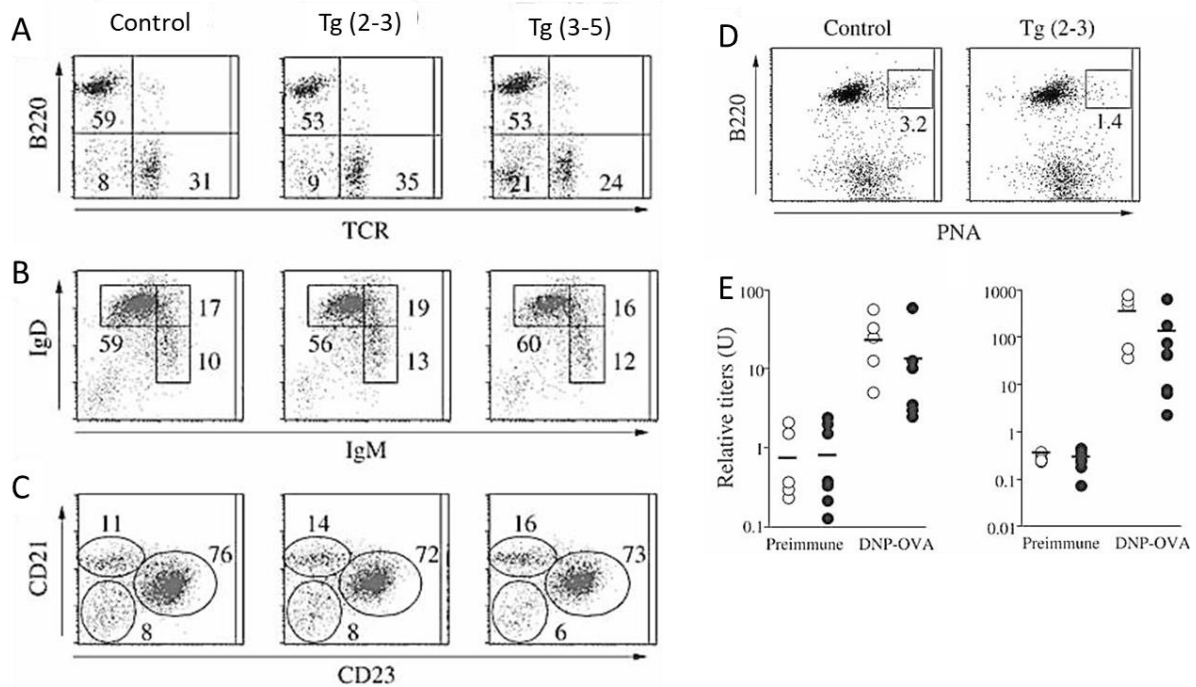 A
Control
Tg (2-3)
Tg (3-5)
B220
59
8
31
53
9
35
53
21
24
TCR
B
IgD
17
59
10
19
56
13
16
60
12
IgM
C
CD21
11
76
8
14
72
8
16
73
6
CD23
D
Control
Tg (2-3)
B220
3.2
1.4
PNA
E
Relative titers (U)
100
10
1
0.1
Preimmune
DNP-OVA
1000
100
10
1
0.1
0.01
Preimmune
DNP-OVA